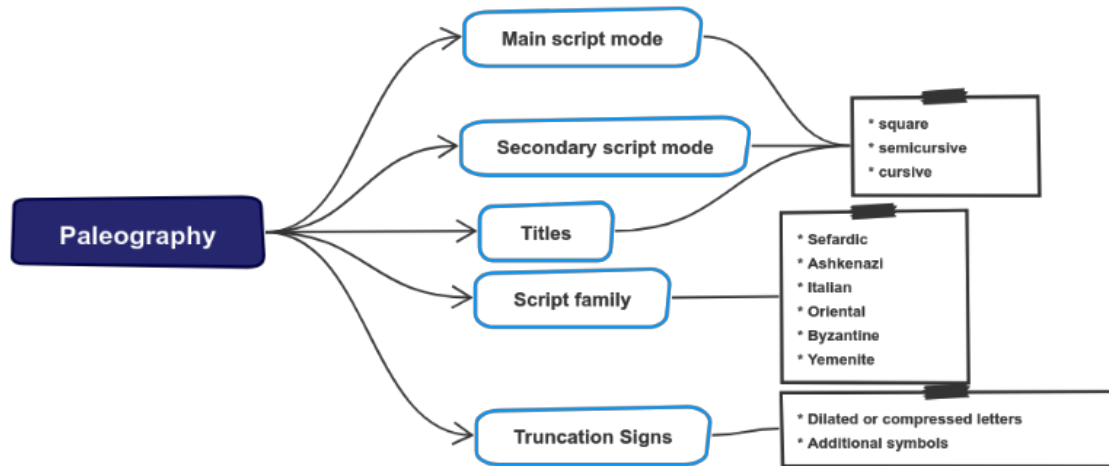 Main script mode
Secondary script mode
* square
* semicursive
* cursive
Paleography
Titles
Script family
* Sefardic
* Ashkenazi
* Italian
* Oriental
* Byzantine
* Yemenite
Truncation Signs
* Dilated or compressed letters
* Additional symbols